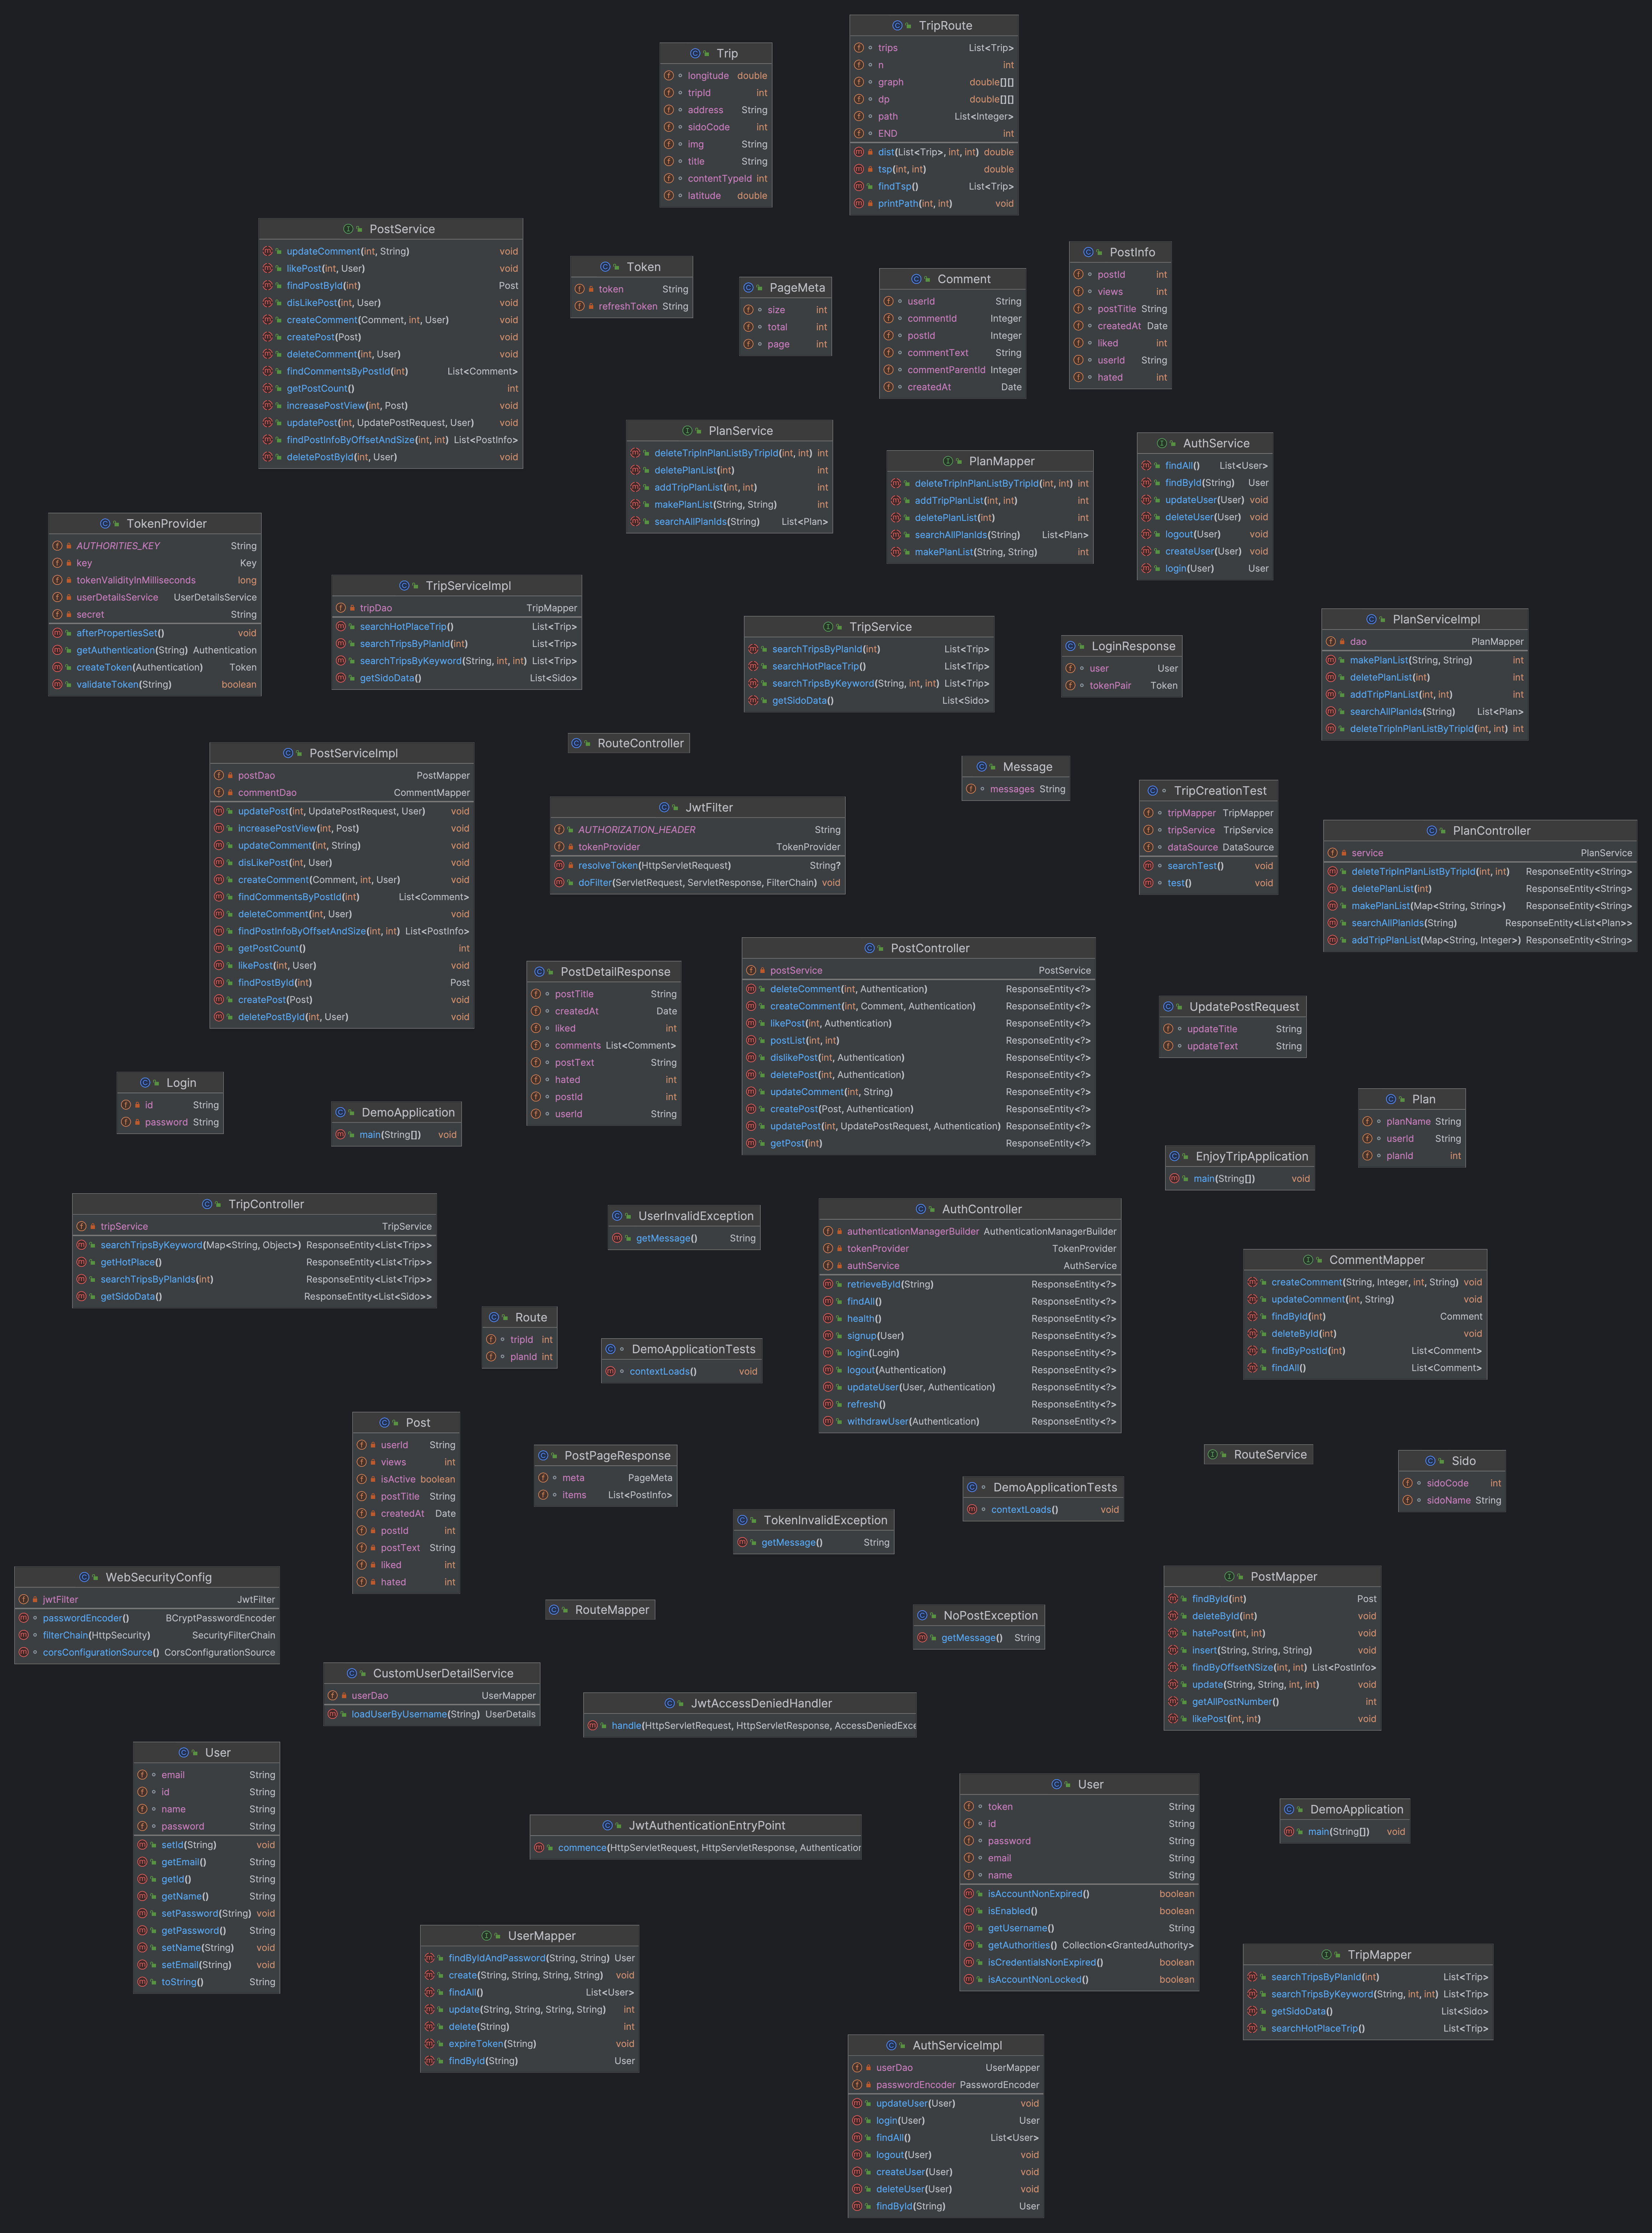 TripRoute
trips List<Trip>
n int
graph double[][]
dp double[][]
path List<Integer>
END int
dist(List<Trip>, int, int) double
tsp(int, int) double
findTsp() List<Trip>
printPath(int, int) void
Trip
longitude double
tripId int
address String
sidoCode int
img String
title String
contentTypeId int
latitude double
PostService
updateComment(int, String) void
likePost(int, User) void
findPostById(int) Post
disLikePost(int, User) void
createComment(Comment, int, User) void
createPost(Post) void
deleteComment(int, User) void
findCommentsByPostId(int) List<Comment>
getPostCount() int
increasePostView(int, Post) void
updatePost(int, UpdatePostRequest, User) void
findPostInfoByOffsetAndSize(int, int) List<PostInfo>
deletePostById(int, User) void
Token
token String
refreshToken String
PageMeta
size int
total int
page int
Comment
userId String
commentId Integer
postId Integer
commentText String
commentParentId Integer
createdAt Date
PostInfo
postId int
views int
postTitle String
createdAt Date
liked int
userId String
hated int
PlanService
deleteTripInPlanListByTripId(int, int) int
deletePlanList(int) int
addTripPlanList(int, int) int
makePlanList(String, String) int
searchAllPlanIds(String) List<Plan>
PlanMapper
deleteTripInPlanListByTripId(int, int) int
addTripPlanList(int, int) int
deletePlanList(int) int
searchAllPlanIds(String) List<Plan>
makePlanList(String, String) int
AuthService
findAll() List<User>
findById(String) User
updateUser(User) void
deleteUser(User) void
logout(User) void
createUser(User) void
login(User) User
TokenProvider
AUTHORITIES_KEY String
key Key
tokenValidityInMilliseconds long
userDetailsService UserDetailsService
secret String
afterPropertiesSet() void
getAuthentication(String) Authentication
createToken(Authentication) Token
validateToken(String) boolean
TripServiceImpl
tripDao TripMapper
searchHotPlaceTrip() List<Trip>
searchTripsByPlanId(int) List<Trip>
searchTripsByKeyword(String, int, int) List<Trip>
getSidoData() List<Sido>
TripService
searchTripsByPlanId(int) List<Trip>
searchHotPlaceTrip() List<Trip>
searchTripsByKeyword(String, int, int) List<Trip>
getSidoData() List<Sido>
LoginResponse
user User
tokenPair Token
PlanServiceImpl
dao PlanMapper
makePlanList(String, String) int
deletePlanList(int) int
addTripPlanList(int, int) int
searchAllPlanIds(String) List<Plan>
deleteTripInPlanListByTripId(int, int) int
RouteController
PostServiceImpl
postDao PostMapper
commentDao CommentMapper
updatePost(int, UpdatePostRequest, User) void
increasePostView(int, Post) void
updateComment(int, String) void
disLikePost(int, User) void
createComment(Comment, int, User) void
findCommentsByPostId(int) List<Comment>
deleteComment(int, User) void
findPostInfoByOffsetAndSize(int, int) List<PostInfo>
getPostCount() int
likePost(int, User) void
findPostById(int) Post
createPost(Post) void
deletePostById(int, User) void
Message
messages String
JwtFilter
AUTHORIZATION_HEADER String
tokenProvider TokenProvider
resolveToken(HttpServletRequest) String?
doFilter(ServletRequest, ServletResponse, FilterChain) void
TripCreationTest
tripMapper TripMapper
tripService TripService
dataSource DataSource
searchTest() void
test() void
PlanController
service PlanService
deleteTripInPlanListByTripId(int, int) ResponseEntity<String>
deletePlanList(int) ResponseEntity<String>
makePlanList(Map<String, String>) ResponseEntity<String>
searchAllPlanIds(String) ResponseEntity<List<Plan>>
addTripPlanList(Map<String, Integer>) ResponseEntity<String>
PostDetailResponse
postTitle String
createdAt Date
liked int
comments List<Comment>
postText String
hated int
postId int
userId String
PostController
postService PostService
deleteComment(int, Authentication) ResponseEntity<?>
createComment(int, Comment, Authentication) ResponseEntity<?>
likePost(int, Authentication) ResponseEntity<?>
postList(int, int) ResponseEntity<?>
dislikePost(int, Authentication) ResponseEntity<?>
deletePost(int, Authentication) ResponseEntity<?>
updateComment(int, String) ResponseEntity<?>
createPost(Post, Authentication) ResponseEntity<?>
updatePost(int, UpdatePostRequest, Authentication) ResponseEntity<?>
getPost(int) ResponseEntity<?>
UpdatePostRequest
updateTitle String
updateText String
Login
id String
password String
DemoApplication
main(String[]) void
Plan
planName String
userId String
planId int
EnjoyTripApplication
main(String[]) void
TripController
tripService TripService
searchTripsByKeyword(Map<String, Object>) ResponseEntity<List<Trip>>
getHotPlace() ResponseEntity<List<Trip>>
searchTripsByPlanIds(int) ResponseEntity<List<Trip>>
getSidoData() ResponseEntity<List<Sido>>
UserInvalidException
getMessage() String
AuthController
authenticationManagerBuilder AuthenticationManagerBuilder
tokenProvider TokenProvider
authService AuthService
retrieveById(String) ResponseEntity<?>
findAll() ResponseEntity<?>
health() ResponseEntity<?>
signup(User) ResponseEntity<?>
login(Login) ResponseEntity<?>
logout(Authentication) ResponseEntity<?>
updateUser(User, Authentication) ResponseEntity<?>
refresh() ResponseEntity<?>
withdrawUser(Authentication) ResponseEntity<?>
CommentMapper
createComment(String, Integer, int, String) void
updateComment(int, String) void
findById(int) Comment
deleteById(int) void
findByPostId(int) List<Comment>
findAll() List<Comment>
Route
tripId int
planId int
DemoApplicationTests
contextLoads() void
Post
userId String
views int
isActive boolean
postTitle String
createdAt Date
postId int
postText String
liked int
hated int
PostPageResponse
meta PageMeta
items List<PostInfo>
RouteService
Sido
sidoCode int
sidoName String
DemoApplicationTests
contextLoads() void
TokenInvalidException
getMessage() String
WebSecurityConfig
jwtFilter JwtFilter
passwordEncoder() BCryptPasswordEncoder
filterChain(HttpSecurity) SecurityFilterChain
corsConfigurationSource() CorsConfigurationSource
RouteMapper
NoPostException
getMessage() String
PostMapper
findById(int) Post
deleteById(int) void
hatePost(int, int) void
insert(String, String, String) void
findByOffsetNSize(int, int) List<PostInfo>
update(String, String, int, int) void
getAllPostNumber() int
likePost(int, int) void
CustomUserDetailService
userDao UserMapper
loadUserByUsername(String) UserDetails
JwtAccessDeniedHandler
handle(HttpServletRequest, HttpServletResponse, AccessDeniedExce
User
email String
id String
name String
password String
setId(String) void
getEmail() String
getId() String
getName() String
setPassword(String) void
getPassword() String
setName(String) void
setEmail(String) void
toString() String
JwtAuthenticationEntryPoint
commence(HttpServletRequest, HttpServletResponse, Authentication
User
token String
id String
password String
email String
name String
isAccountNonExpired() boolean
isEnabled() boolean
getUsername() String
getAuthorities() Collection<GrantedAuthority>
isCredentialsNonExpired() boolean
isAccountNonLocked() boolean
DemoApplication
main(String[]) void
UserMapper
findByIdAndPassword(String, String) User
create(String, String, String, String) void
findAll() List<User>
update(String, String, String, String) int
delete(String) int
expireToken(String) void
findById(String) User
TripMapper
searchTripsByPlanId(int) List<Trip>
searchTripsByKeyword(String, int, int) List<Trip>
getSidoData() List<Sido>
searchHotPlaceTrip() List<Trip>
AuthServiceImpl
userDao UserMapper
passwordEncoder PasswordEncoder
updateUser(User) void
login(User) User
findAll() List<User>
logout(User) void
createUser(User) void
deleteUser(User) void
findById(String) User